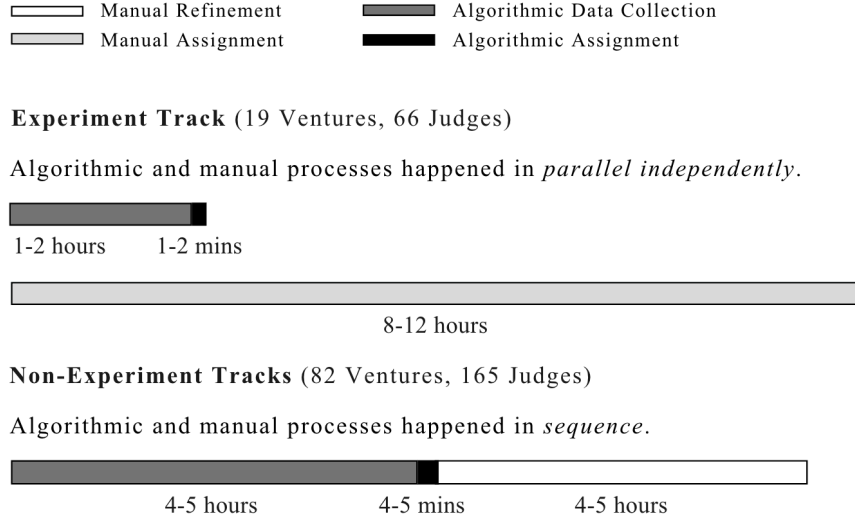 Manual Refinement Algorithmic Data Collection
Manual Assignment Algorithmic Assignment
Experiment Track (19 Ventures, 66 Judges)
Algorithmic and manual processes happened in parallel independently.
1-2 hours 1-2 mins
8-12 hours
Non-Experiment Tracks (82 Ventures, 165 Judges)
Algorithmic and manual processes happened in sequence.
4-5 hours 4-5 mins 4-5 hours